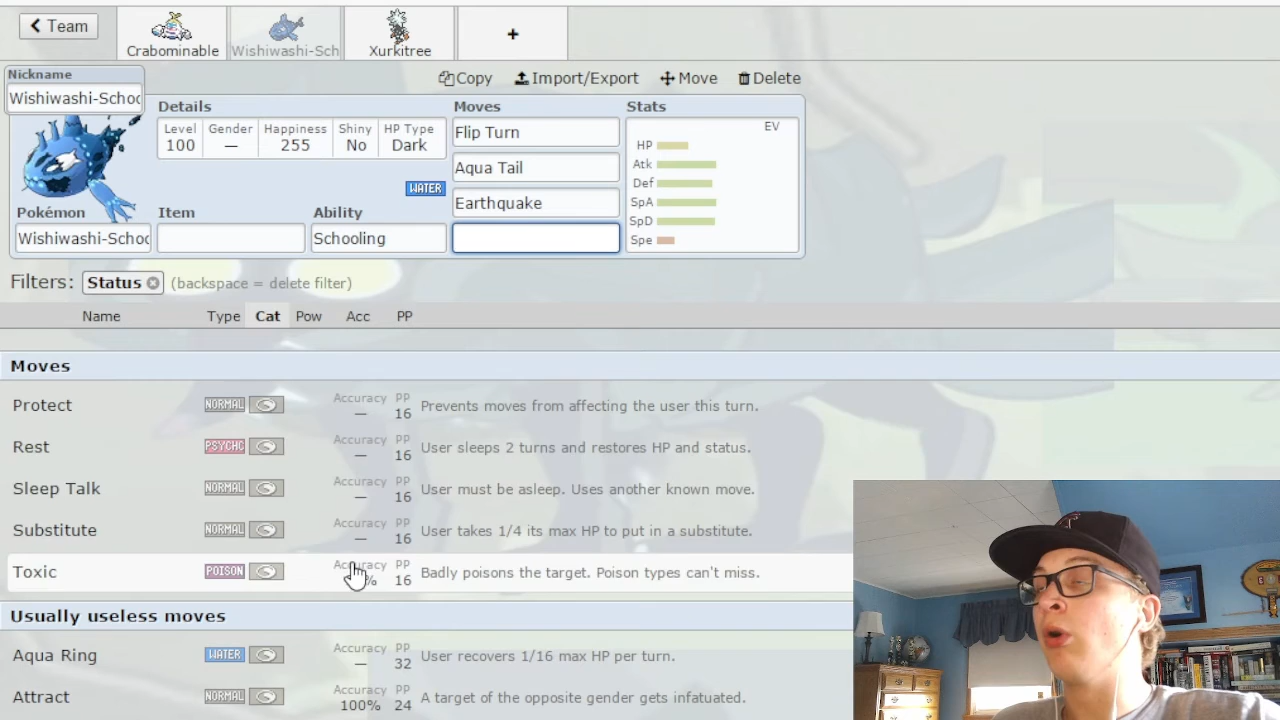 Team
Crabominable
Wishiwashi-Sch
Xurkitree
+
Nickname
Wishiwashi-Schoo
Copy
Import/Export
Move
Delete
Details
Moves
Stats
Level
100
Gender
—
Happiness
255
Shiny
No
HP Type
Dark
Flip Turn
EV
HP
Atk
Def
SpA
SpD
Spe
Aqua Tail
WATER
Earthquake
Pokémon
Item
Ability
Wishiwashi-Schoo
Schooling
Filters: Status (backspace = delete filter)
Name Type Cat Pow Acc PP
Moves
Protect NORMAL Accuracy — PP 16 Prevents moves from affecting the user this turn.
Rest PSYCHC Accuracy — PP 16 User sleeps 2 turns and restores HP and status.
Sleep Talk NORMAL Accuracy — PP 16 User must be asleep. Uses another known move.
Substitute NORMAL Accuracy — PP 16 User takes 1/4 its max HP to put in a substitute.
Toxic POISON Accuracy % PP 16 Badly poisons the target. Poison types can't miss.
Usually useless moves
Aqua Ring WATER Accuracy — PP 32 User recovers 1/16 max HP per turn.
Attract NORMAL Accuracy 100% PP 24 A target of the opposite gender gets infatuated.